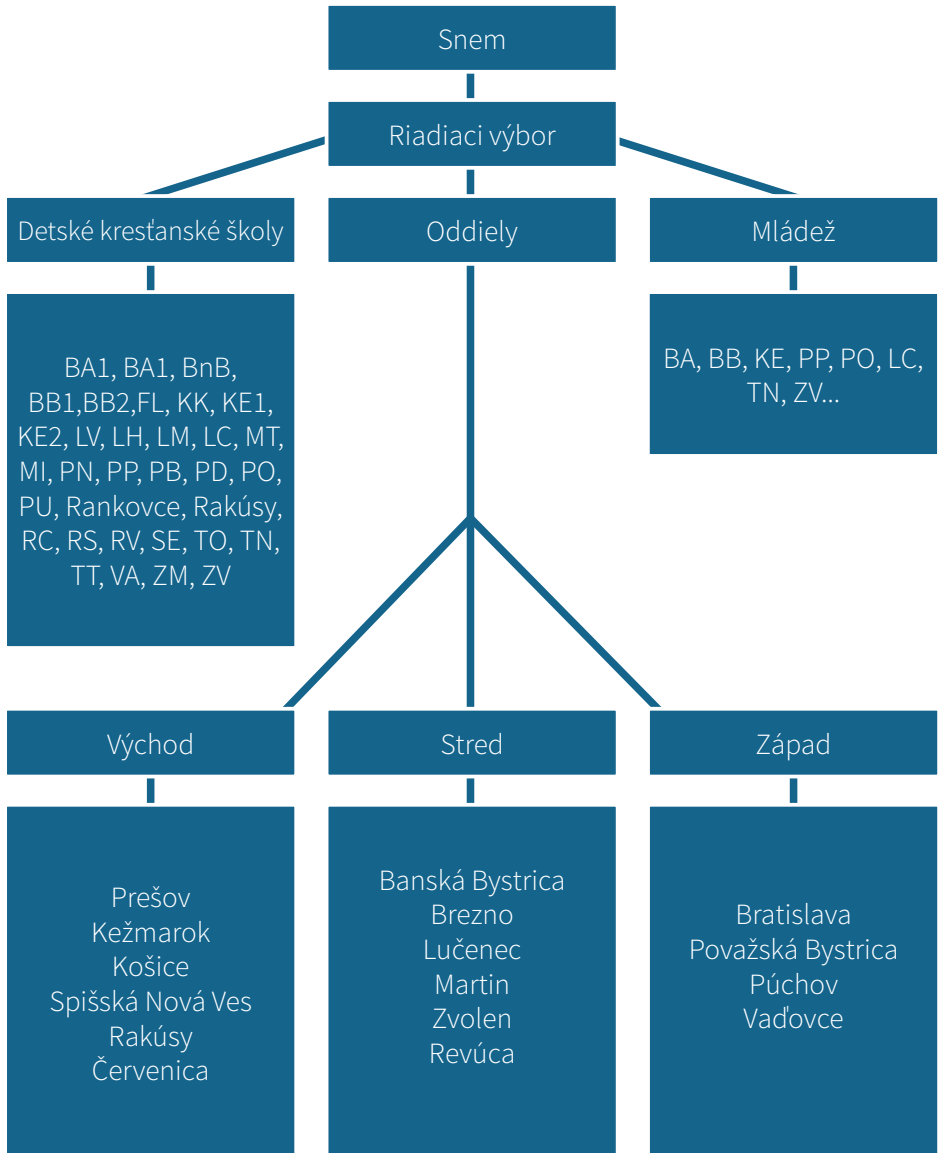 Snem
Riadiaci výbor
Detské kresťanské školy
Oddiely
Mládež
BA1, BA1, BnB,
BB1,BB2,FL, KK, KE1,
KE2, LV, LH, LM, LC, MT,
MI, PN, PP, PB, PD, PO,
PU, Rankovce, Rakúsy,
RC, RS, RV, SE, TO, TN,
TT, VA, ZM, ZV
BA, BB, KE, PP, PO, LC,
TN, ZV...
Východ
Stred
Západ
Prešov
Kežmarok
Košice
Spišská Nová Ves
Rakúsy
Červenica
Banská Bystrica
Brezno
Lučenec
Martin
Zvolen
Revúca
Bratislava
Považská Bystrica
Púchov
Vaďovce